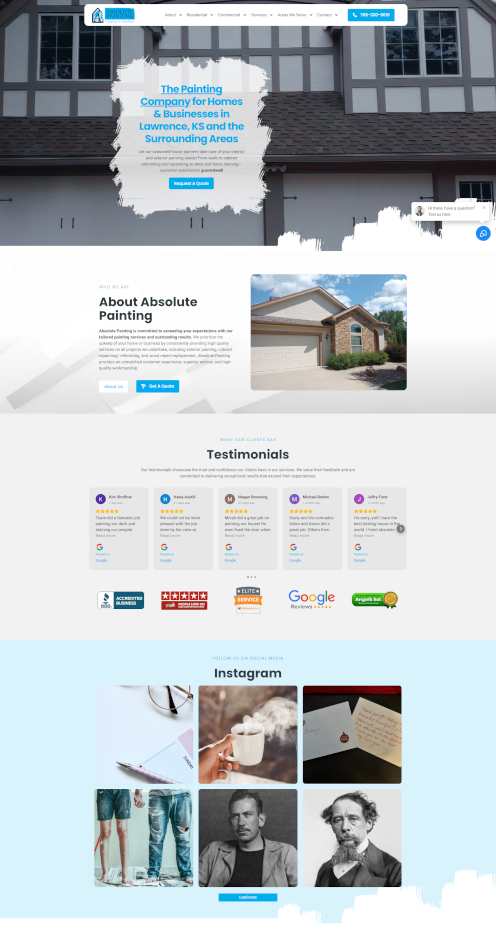 ABSOLUTE
PAINTING
About
Residential
Commercial
Services
Areas We Serve
Contact
785-330-5619
The Painting
Company for Homes
& Businesses in
Lawrence, KS and the
Surrounding Areas
Let our seasoned house painters take care of your interior
and exterior painting needs! From walls to cabinet
refinishing and repainting, to deck and fence staining -
customer satisfaction guaranteed!
Request A Quote
Hi there, have a question?
Text us here.
WHO WE ARE
About Absolute
Painting
Absolute Painting is committed to exceeding your expectations with our
tailored painting services and outstanding results. We prioritize the
upkeep of your home or business by consistently providing high quality
services on all projects we undertake, including exterior painting, cabinet
repainting/ refinishing, and wood repair/replacement. Absolute Painting
provides an unmatched customer experience, superior service, and high
quality workmanship.
About Us
Get A Quote
WHAT OUR CLIENTS SAY
Testimonials
Our testimonials showcase the trust and confidence our clients have in our services. We value their feedback and are
committed to delivering exceptional results that exceed their expectations.
K
Kim
Team did a fantastic job
painting our deck and
staining our pergola
Read more
Posted on
Google
H
Haley Austill
We could not be more
pleased with the job
done by the crew at
Read more
Posted on
Google
M
Megan Browning
Micah did a great job on
painting our house! He
even fixed the door when
Read more
Posted on
Google
M
Michael
Dusty and his comrades
Aiden and Aaron did a
great job. Others from
Read more
Posted on
Google
J
Jeffry
I'm sorry, y'all! I have the
best looking house in the
world. I hired Absolute
Read more
Posted on
Google
BBB
ACCREDITED
BUSINESS
yelp
PEOPLE LOVE US
ELITE
SERVICE
HomeAdvisor
Google
Reviews
Angie's list
FOLLOW US ON SOCIAL MEDIA
Instagram
Load more